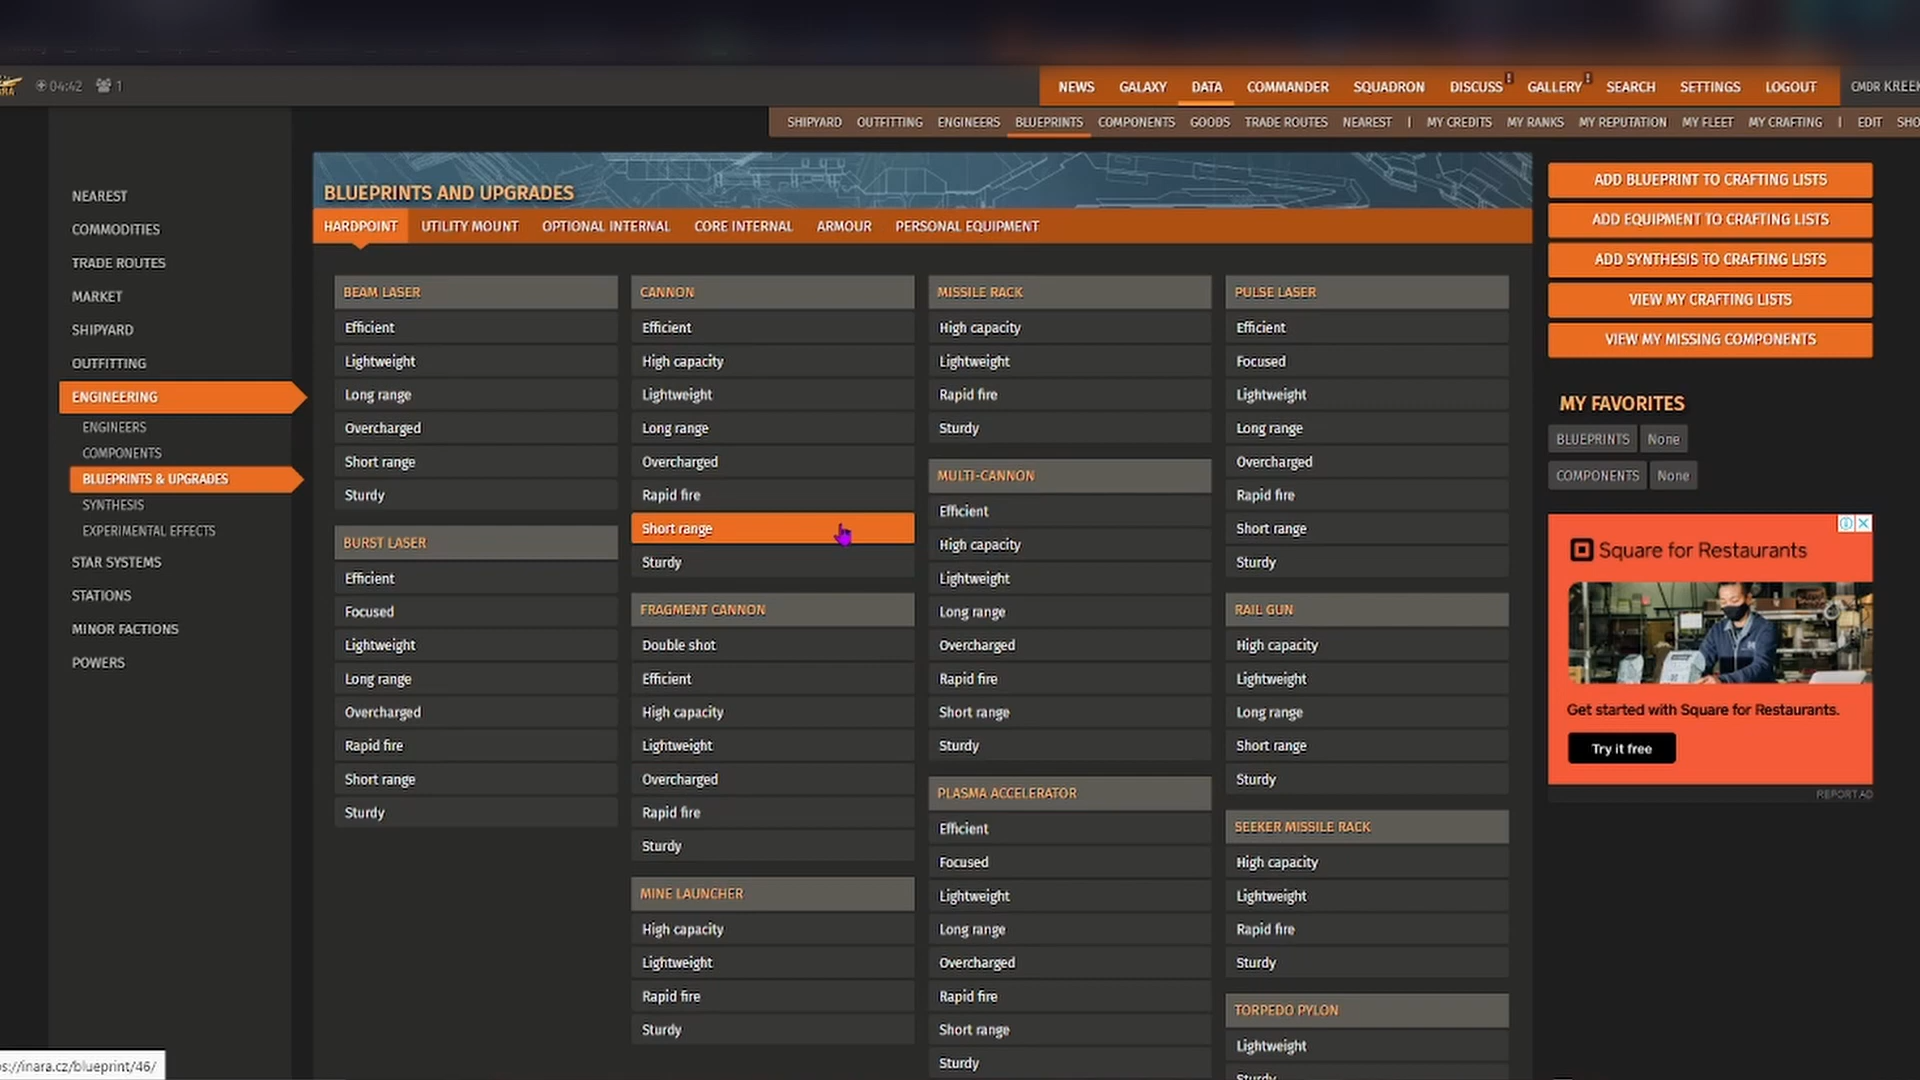 04:42 1
NEWS GALAXY DATA COMMANDER SQUADRON DISCUSS! GALLERY! SEARCH SETTINGS LOGOUT CMDR KREEK
SHIPYARD OUTFITTING ENGINEERS BLUEPRINTS COMPONENTS GOODS TRADE ROUTES NEAREST | MY CREDITS MY RANKS MY REPUTATION MY FLEET MY CRAFTING | EDIT SHO
NEAREST
COMMODITIES
TRADE ROUTES
MARKET
SHIPYARD
OUTFITTING
ENGINEERING
ENGINEERS
COMPONENTS
BLUEPRINTS & UPGRADES
SYNTHESIS
EXPERIMENTAL EFFECTS
STAR SYSTEMS
STATIONS
MINOR FACTIONS
POWERS
BLUEPRINTS AND UPGRADES
HARDPOINT UTILITY MOUNT OPTIONAL INTERNAL CORE INTERNAL ARMOUR PERSONAL EQUIPMENT
BEAM LASER
Efficient
Lightweight
Long range
Overcharged
Short range
Sturdy
BURST LASER
Efficient
Focused
Lightweight
Long range
Overcharged
Rapid fire
Short range
Sturdy
CANNON
Efficient
High capacity
Lightweight
Long range
Overcharged
Rapid fire
Short range
Sturdy
FRAGMENT CANNON
Double shot
Efficient
High capacity
Lightweight
Overcharged
Rapid fire
Sturdy
MINE LAUNCHER
High capacity
Lightweight
Rapid fire
Sturdy
MISSILE RACK
High capacity
Lightweight
Rapid fire
Sturdy
MULTI-CANNON
Efficient
High capacity
Lightweight
Long range
Overcharged
Rapid fire
Short range
Sturdy
PLASMA ACCELERATOR
Efficient
Focused
Lightweight
Long range
Overcharged
Rapid fire
Short range
Sturdy
PULSE LASER
Efficient
Focused
Lightweight
Long range
Overcharged
Rapid fire
Short range
Sturdy
RAIL GUN
High capacity
Lightweight
Long range
Short range
Sturdy
SEEKER MISSILE RACK
High capacity
Lightweight
Rapid fire
Sturdy
TORPEDO PYLON
Lightweight
Sturdy
ADD BLUEPRINT TO CRAFTING LISTS
ADD EQUIPMENT TO CRAFTING LISTS
ADD SYNTHESIS TO CRAFTING LISTS
VIEW MY CRAFTING LISTS
VIEW MY MISSING COMPONENTS
MY FAVORITES
BLUEPRINTS None
COMPONENTS None
Square for Restaurants
Get started with Square for Restaurants.
Try it free
REPORT AD
s://inara.cz/blueprint/46/